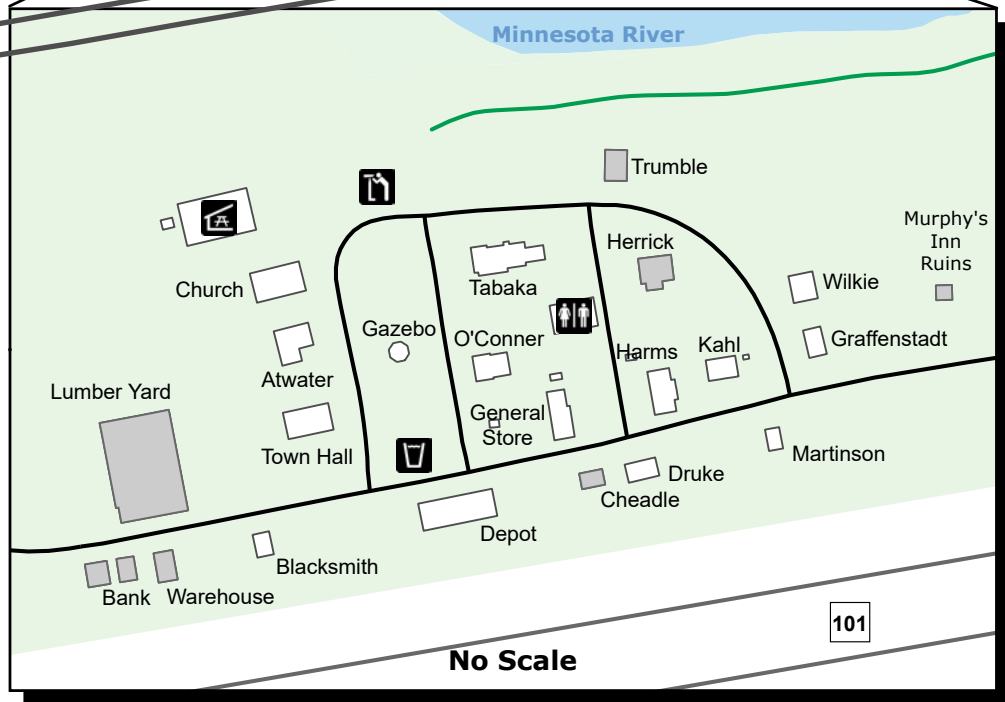 Minnesota River
Trumble
Murphy's
Inn
Ruins
Herrick
Church
Tabaka
Wilkie
Gazebo
O'Conner
Harms
Kahl
Graffenstadt
Atwater
Lumber Yard
General
Store
Town Hall
Martinson
Druke
Cheadle
Depot
Blacksmith
Bank
Warehouse
101
No Scale